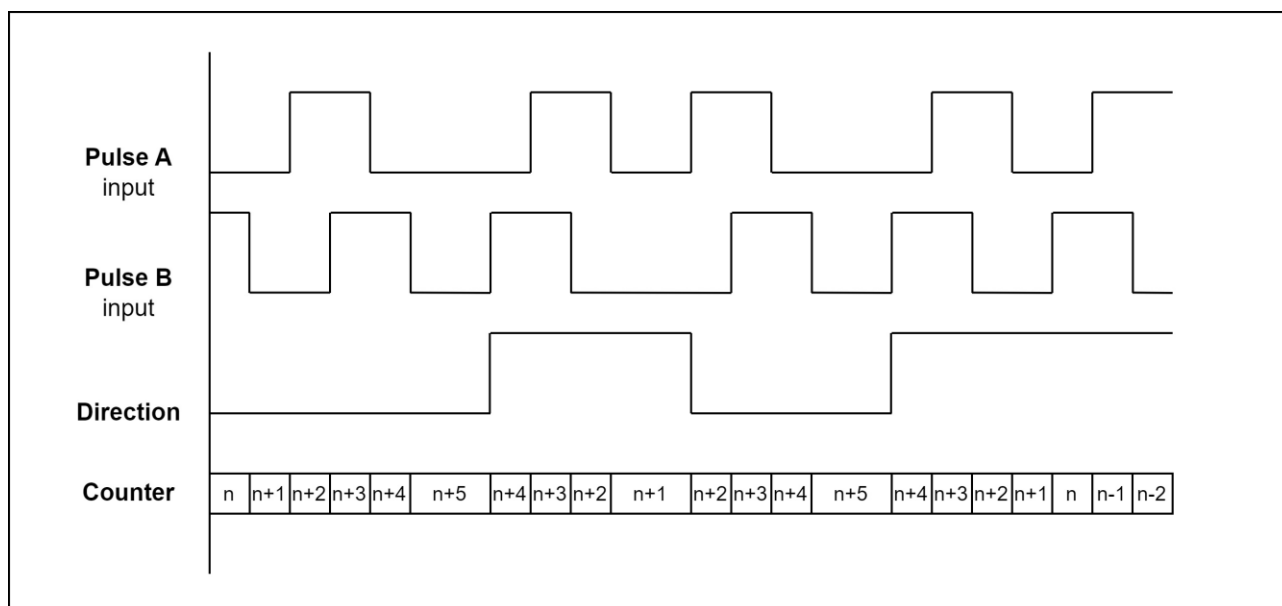 Pulse A
input
Pulse B
input
Direction
Counter
n n+1 n+2 n+3 n+4 n+5 n+4 n+3 n+2 n+1 n+2 n+3 n+4 n+5 n+4 n+3 n+2 n+1 n n-1 n-2